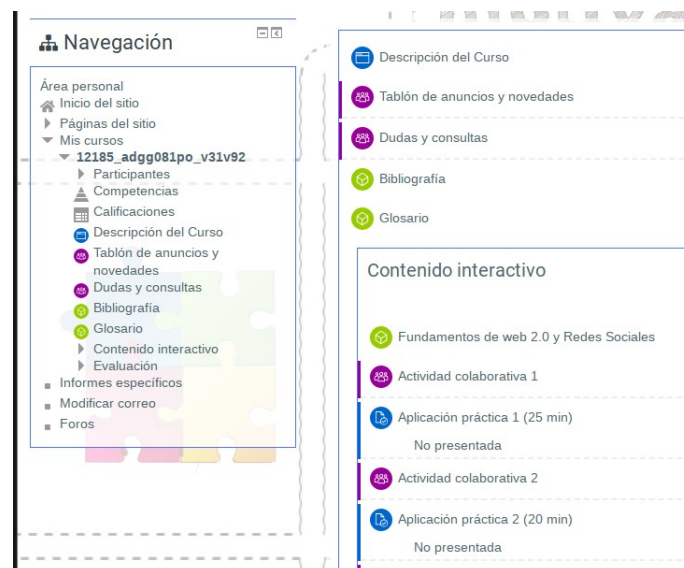 Navegación
Área personal
Inicio del sitio
Páginas del sitio
Mis cursos
12185_adgg081po_v31v92
Participantes
Competencias
Calificaciones
Descripción del Curso
Tablón de anuncios y
novedades
Dudas y consultas
Bibliografía
Glosario
Contenido interactivo
Evaluación
Informes específicos
Modificar correo
Foros
Descripción del Curso
Tablón de anuncios y novedades
Dudas y consultas
Bibliografía
Glosario
Contenido interactivo
Fundamentos de web 2.0 y Redes Sociales
Actividad colaborativa 1
Aplicación práctica 1 (25 min)
No presentada
Actividad colaborativa 2
Aplicación práctica 2 (20 min)
No presentada